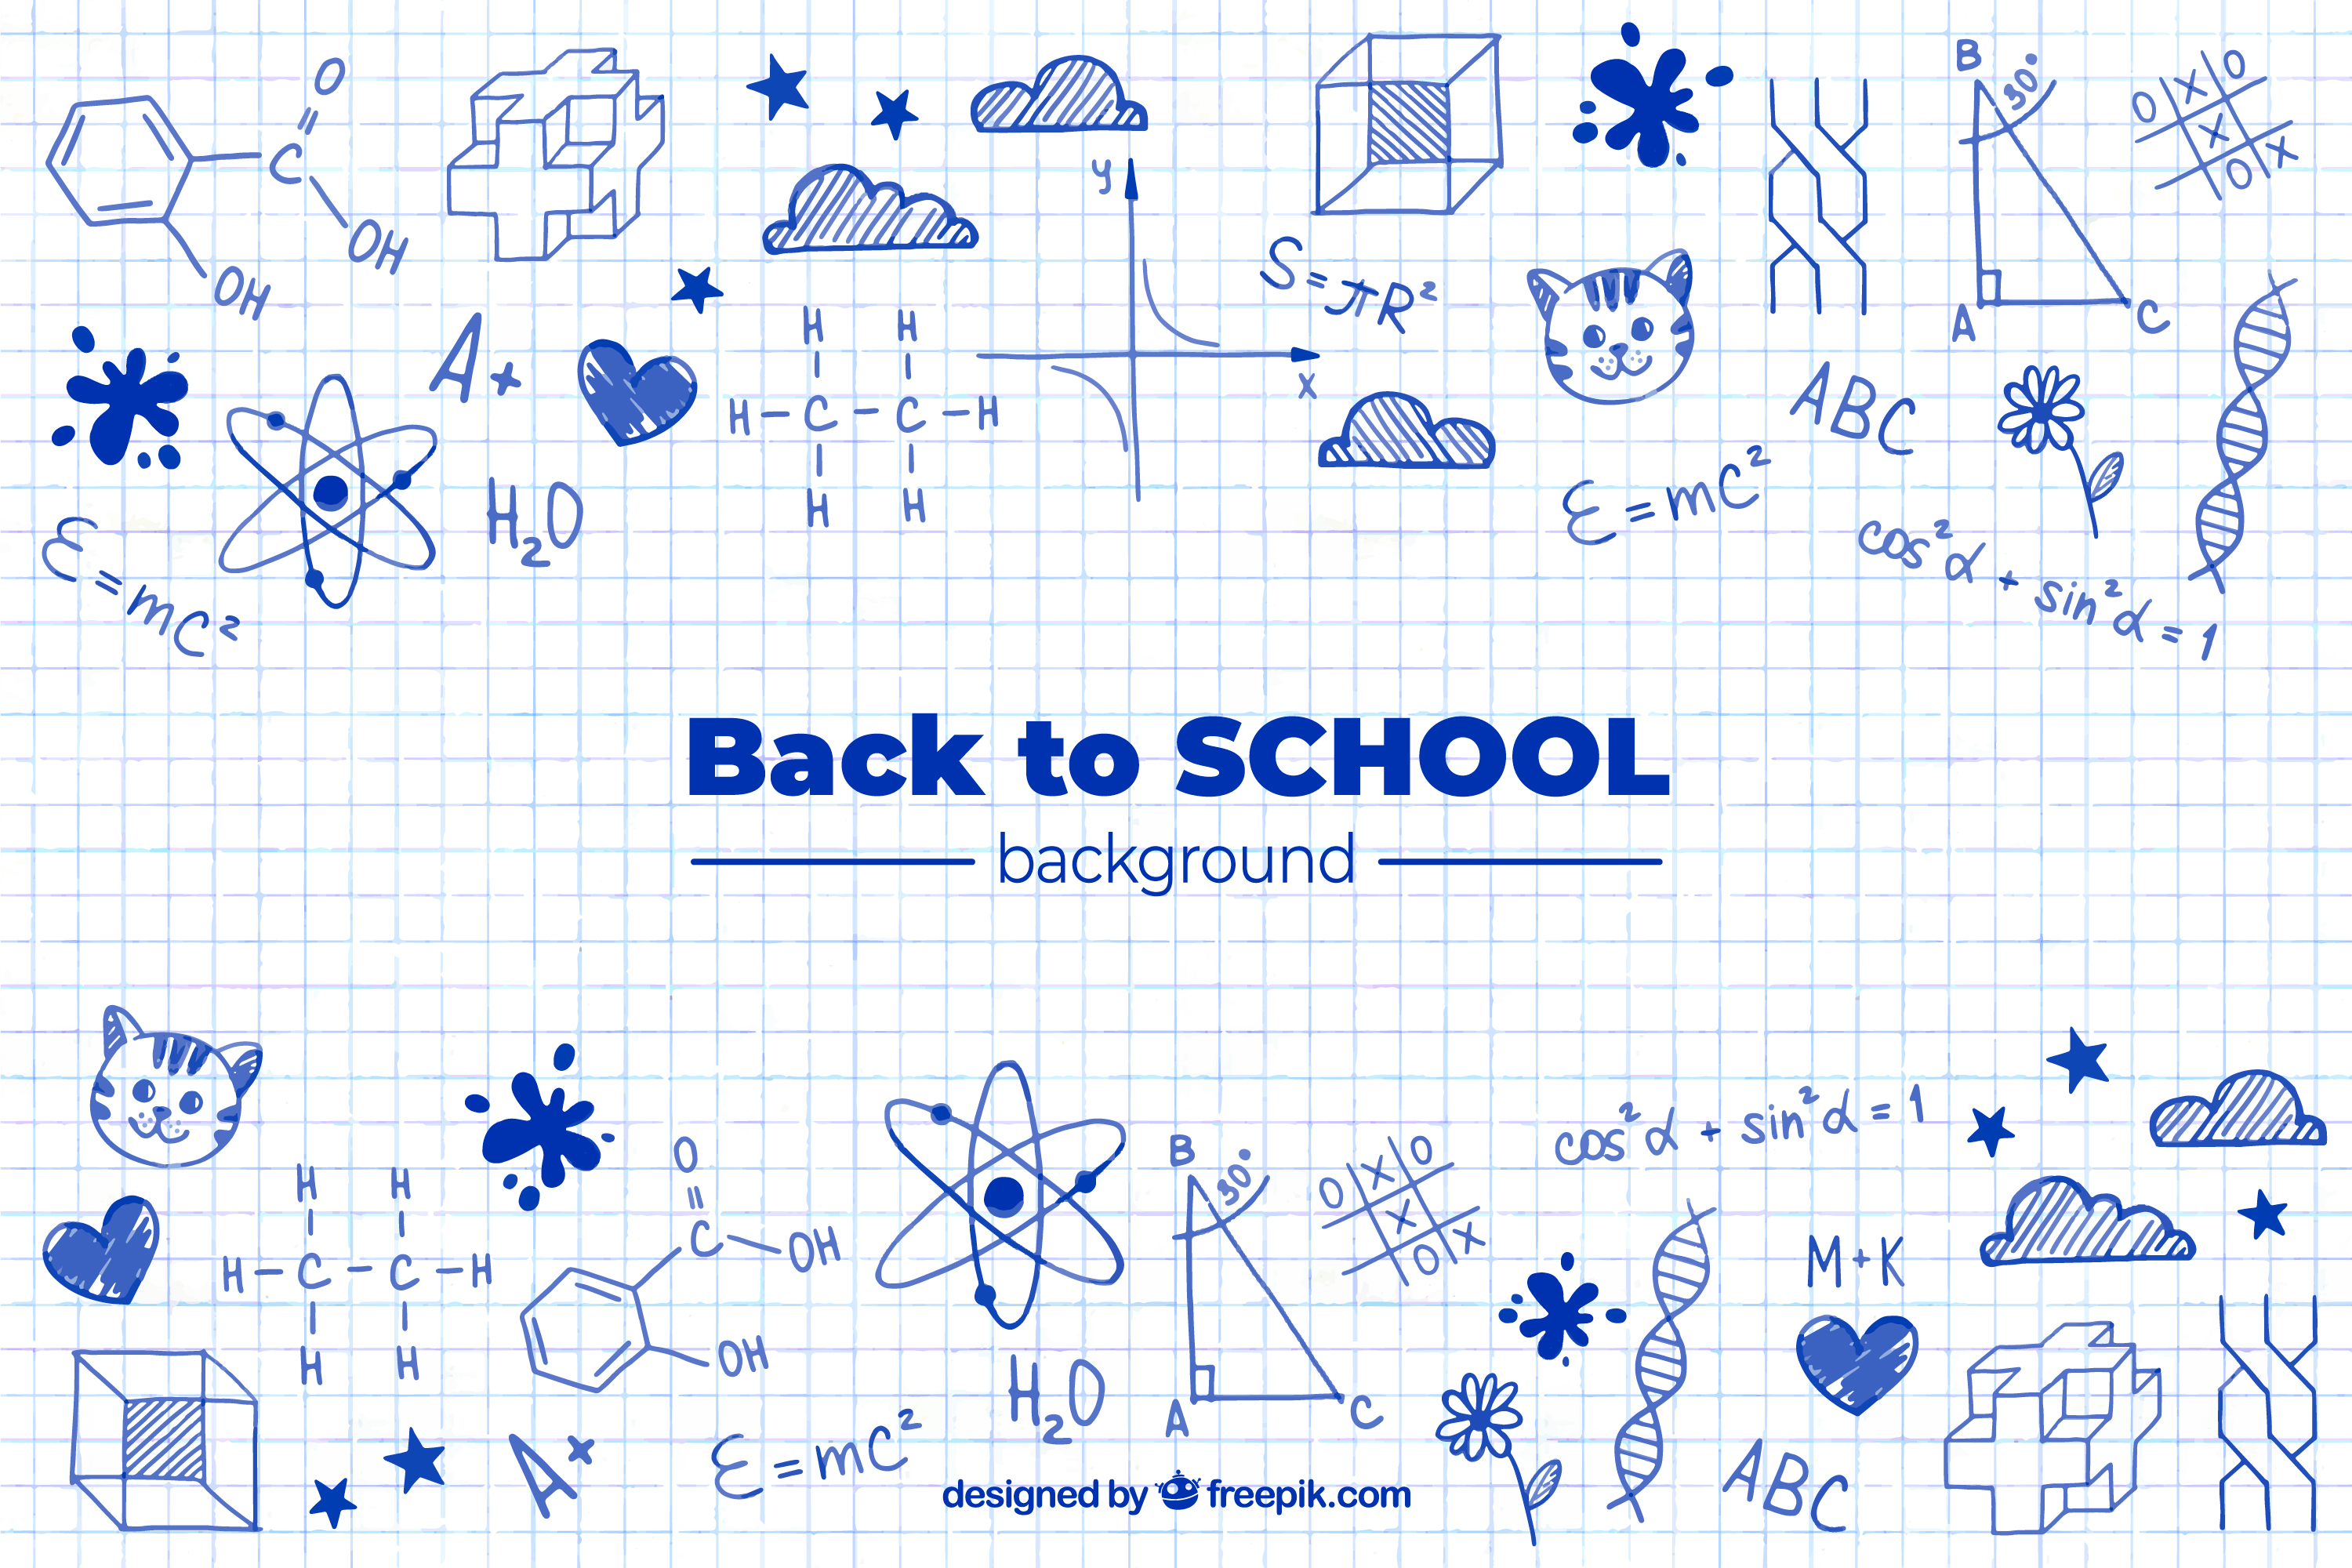 O
C
OH
OH
A+
H₂O
Ɛ = mc²
H H
H – C – C – H
H H
y
x
S = πR²
B
30°
A
C
O X O
X
O X
ABC
Ɛ = mc²
cos²α + sin²α = 1
Back to SCHOOL
background
H H
H – C – C – H
H H
O
C
OH
OH
A+
Ɛ = mc²
H₂O
B
30°
A
C
O X O
X
O X
cos²α + sin²α = 1
M + K
ABC
designed by freepik.com